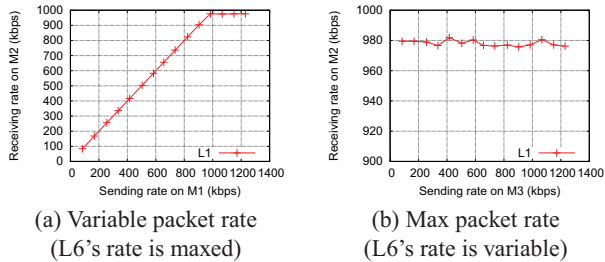 Receiving rate on M2 (kbps)
1000
900
800
700
600
500
400
300
200
100
0
0 200 400 600 800 1000 1200 1400
L1
Sending rate on M1 (kbps)
(a) Variable packet rate
(L6's rate is maxed)
Receiving rate on M2 (kbps)
1000
980
960
940
920
900
0 200 400 600 800 1000 1200 1400
L1
Sending rate on M3 (kbps)
(b) Max packet rate
(L6's rate is variable)